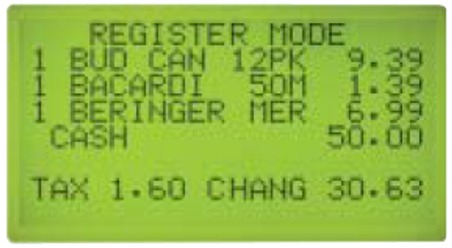 REGISTER MODE
1 BUD CAN 12PK 9.39
1 BACARDI 50M 1.39
1 BERINGER MER 6.99
CASH 50.00
TAX 1.60 CHANG 30.63